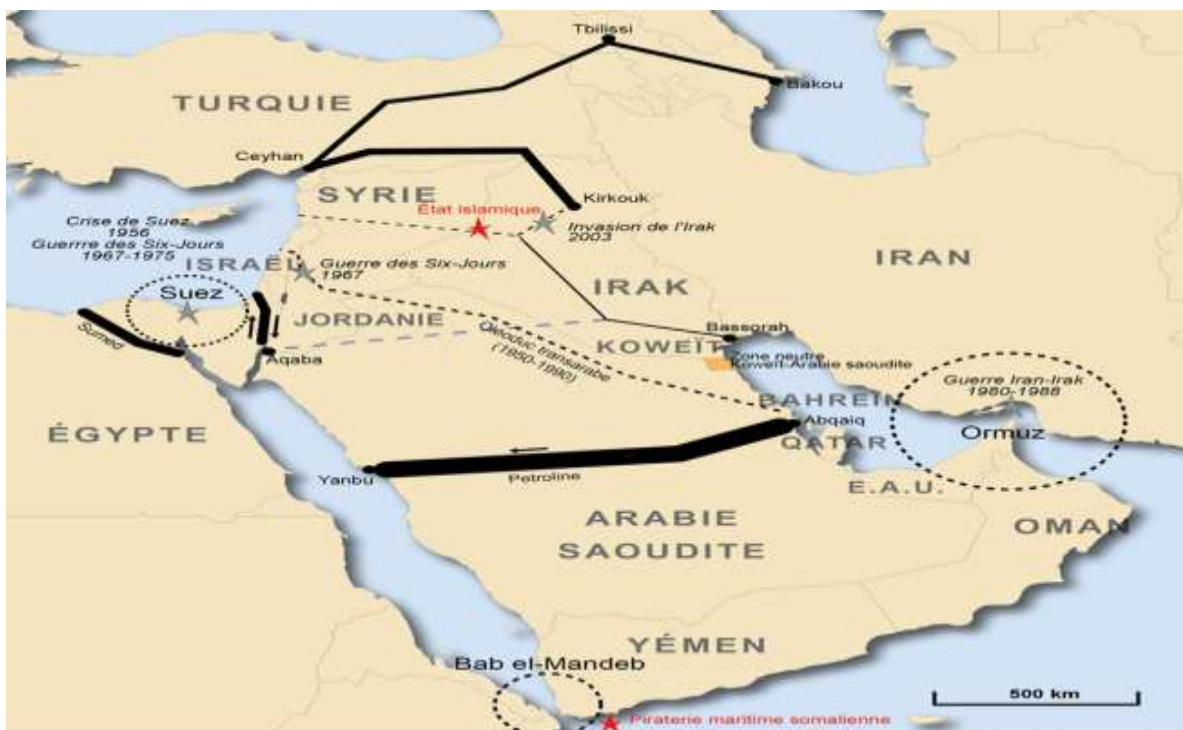 Tbilissi
Bakou
TURQUIE
Ceyhan
SYRIE
Kirkouk
État islamique
Invasion de l'Irak
2003
Crise de Suez
1956
Guerrre des Six-Jours
1967-1975
ISRAËL
Guerre des Six-Jours
1967
IRAN
IRAK
Suez
JORDANIE
Sumed
Aqaba
Oléoduc transarabe
(1950-1990)
Bassorah
KOWEÏT
Zone neutre
Koweït-Arabie saoudite
Guerre Iran-Irak
1980-1988
BAHREÏN
Abqaiq
Ormuz
QATAR
ÉGYPTE
Yanbu
Petroline
E.A.U.
ARABIE
SAOUDITE
OMAN
YÉMEN
Bab el-Mandeb
500 km
Piraterie maritime somalienne